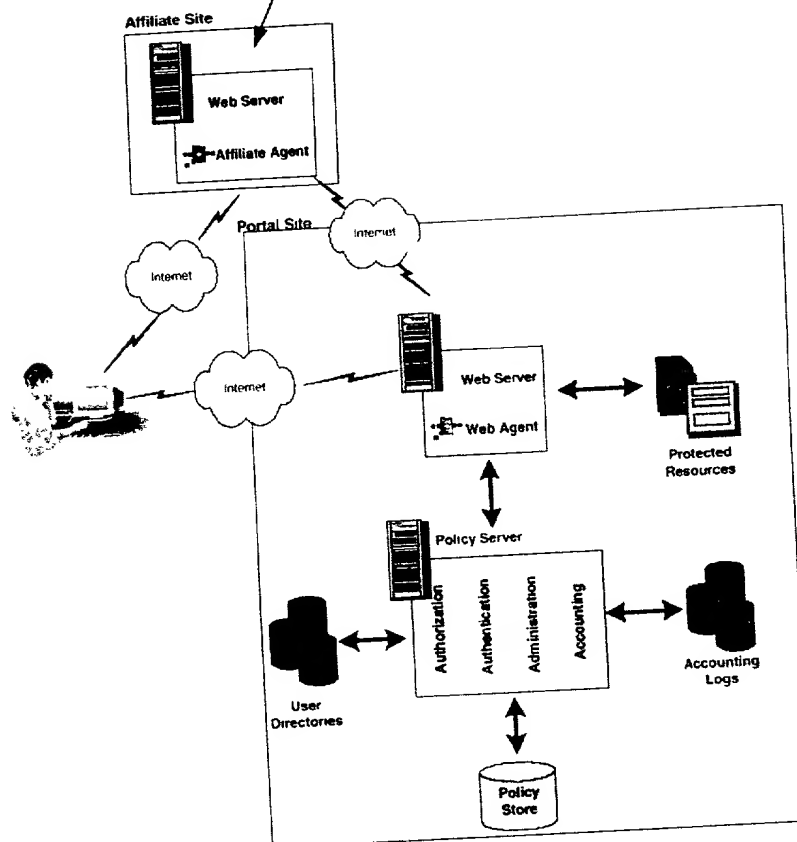 Affiliate Site
Web Server
Affiliate Agent
Internet
Portal Site
Internet
Internet
Web Server
Web Agent
Protected
Resources
Policy Server
Authorization
Authentication
Administration
Accounting
User
Directories
Accounting
Logs
Policy
Store